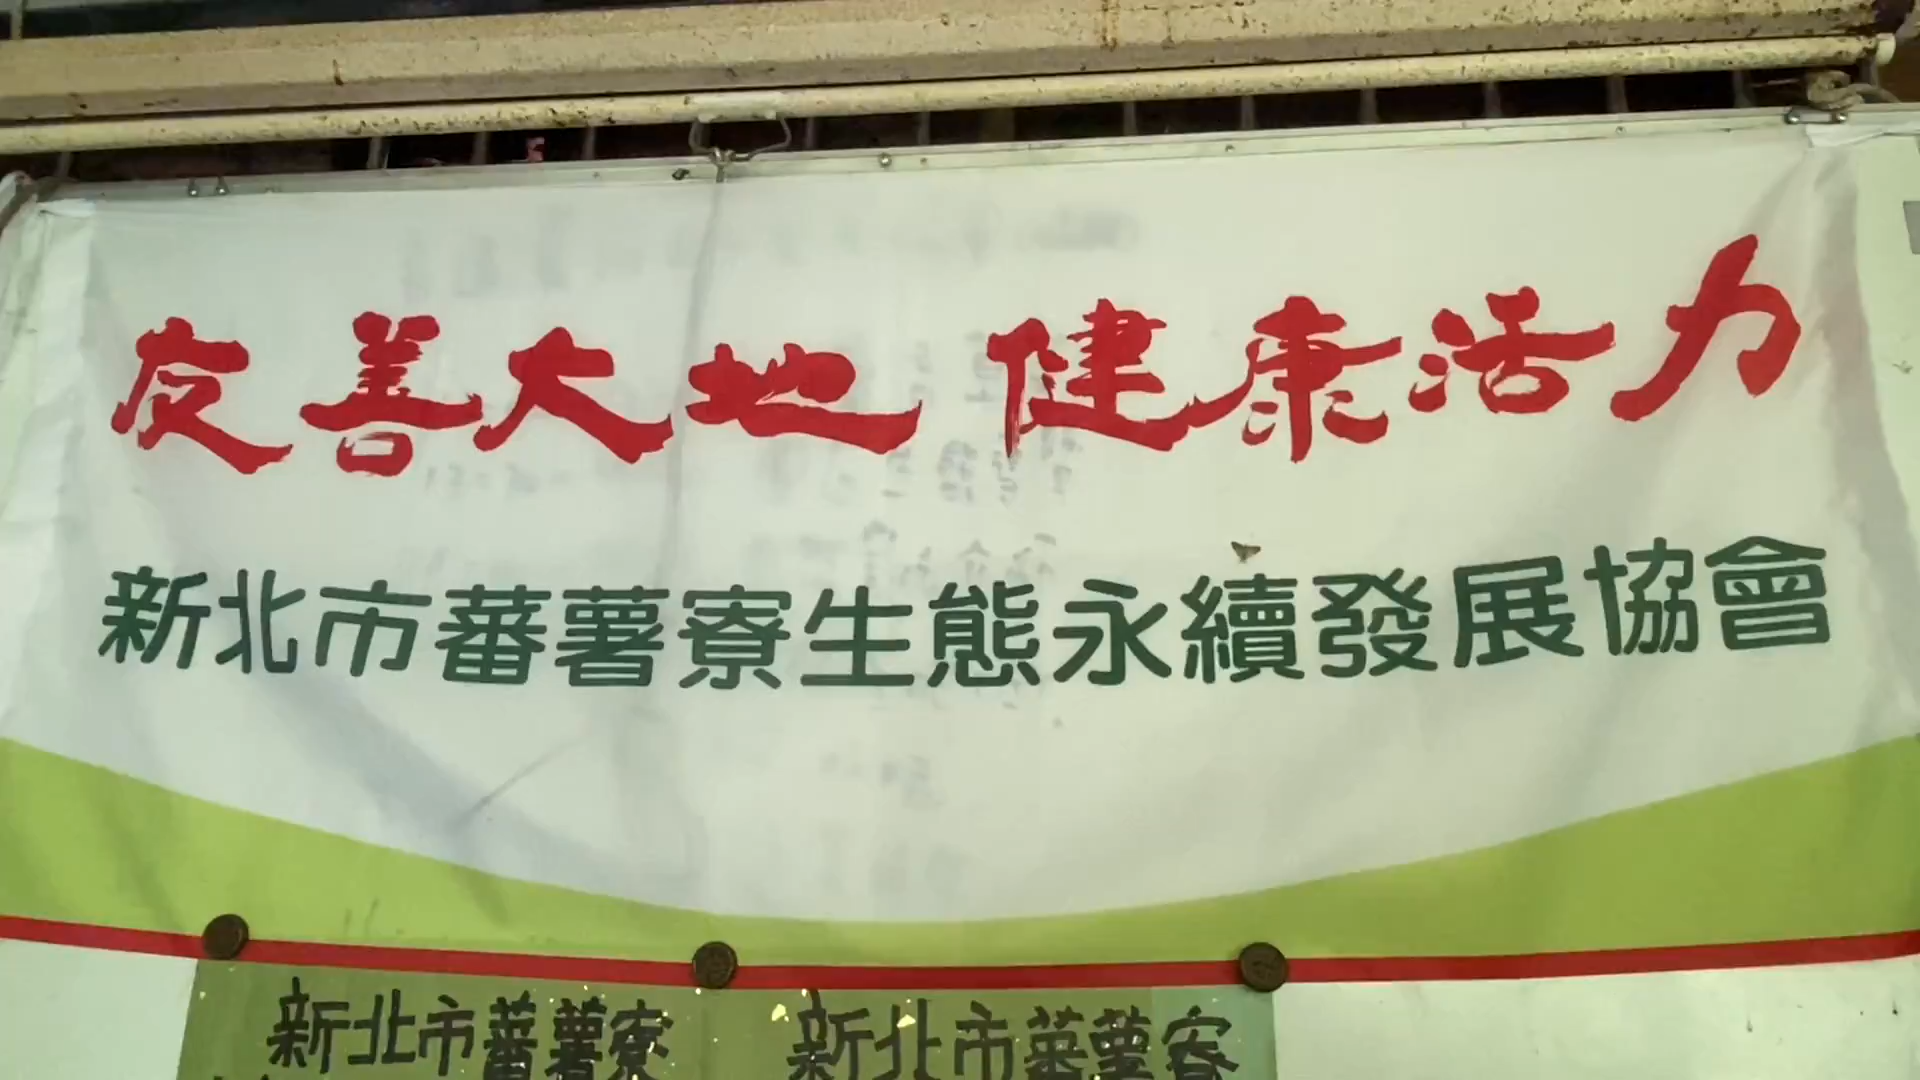 友善大地 健康活力
新北市蕃薯寮生態永續發展協會
新北市蕃薯寮 新北市蕃薯寮